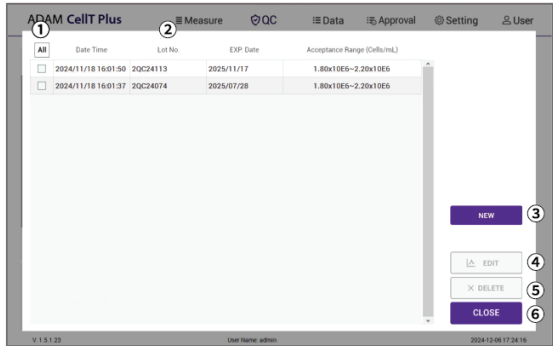 ADAM CellT Plus Measure QC Data Approval Setting User
1 2
All Date Time Lot No. EXP. Date Acceptance Range (Cells/mL)
2024/11/18 16:01:50 2QC24113 2025/11/17 1.80x10E6~2.20x10E6
2024/11/18 16:01:37 2QC24074 2025/07/28 1.80x10E6~2.20x10E6
NEW 3
EDIT 4
DELETE 5
CLOSE 6
V. 1.5.1.23 User Name: admin 2024-12-06 17:24:16